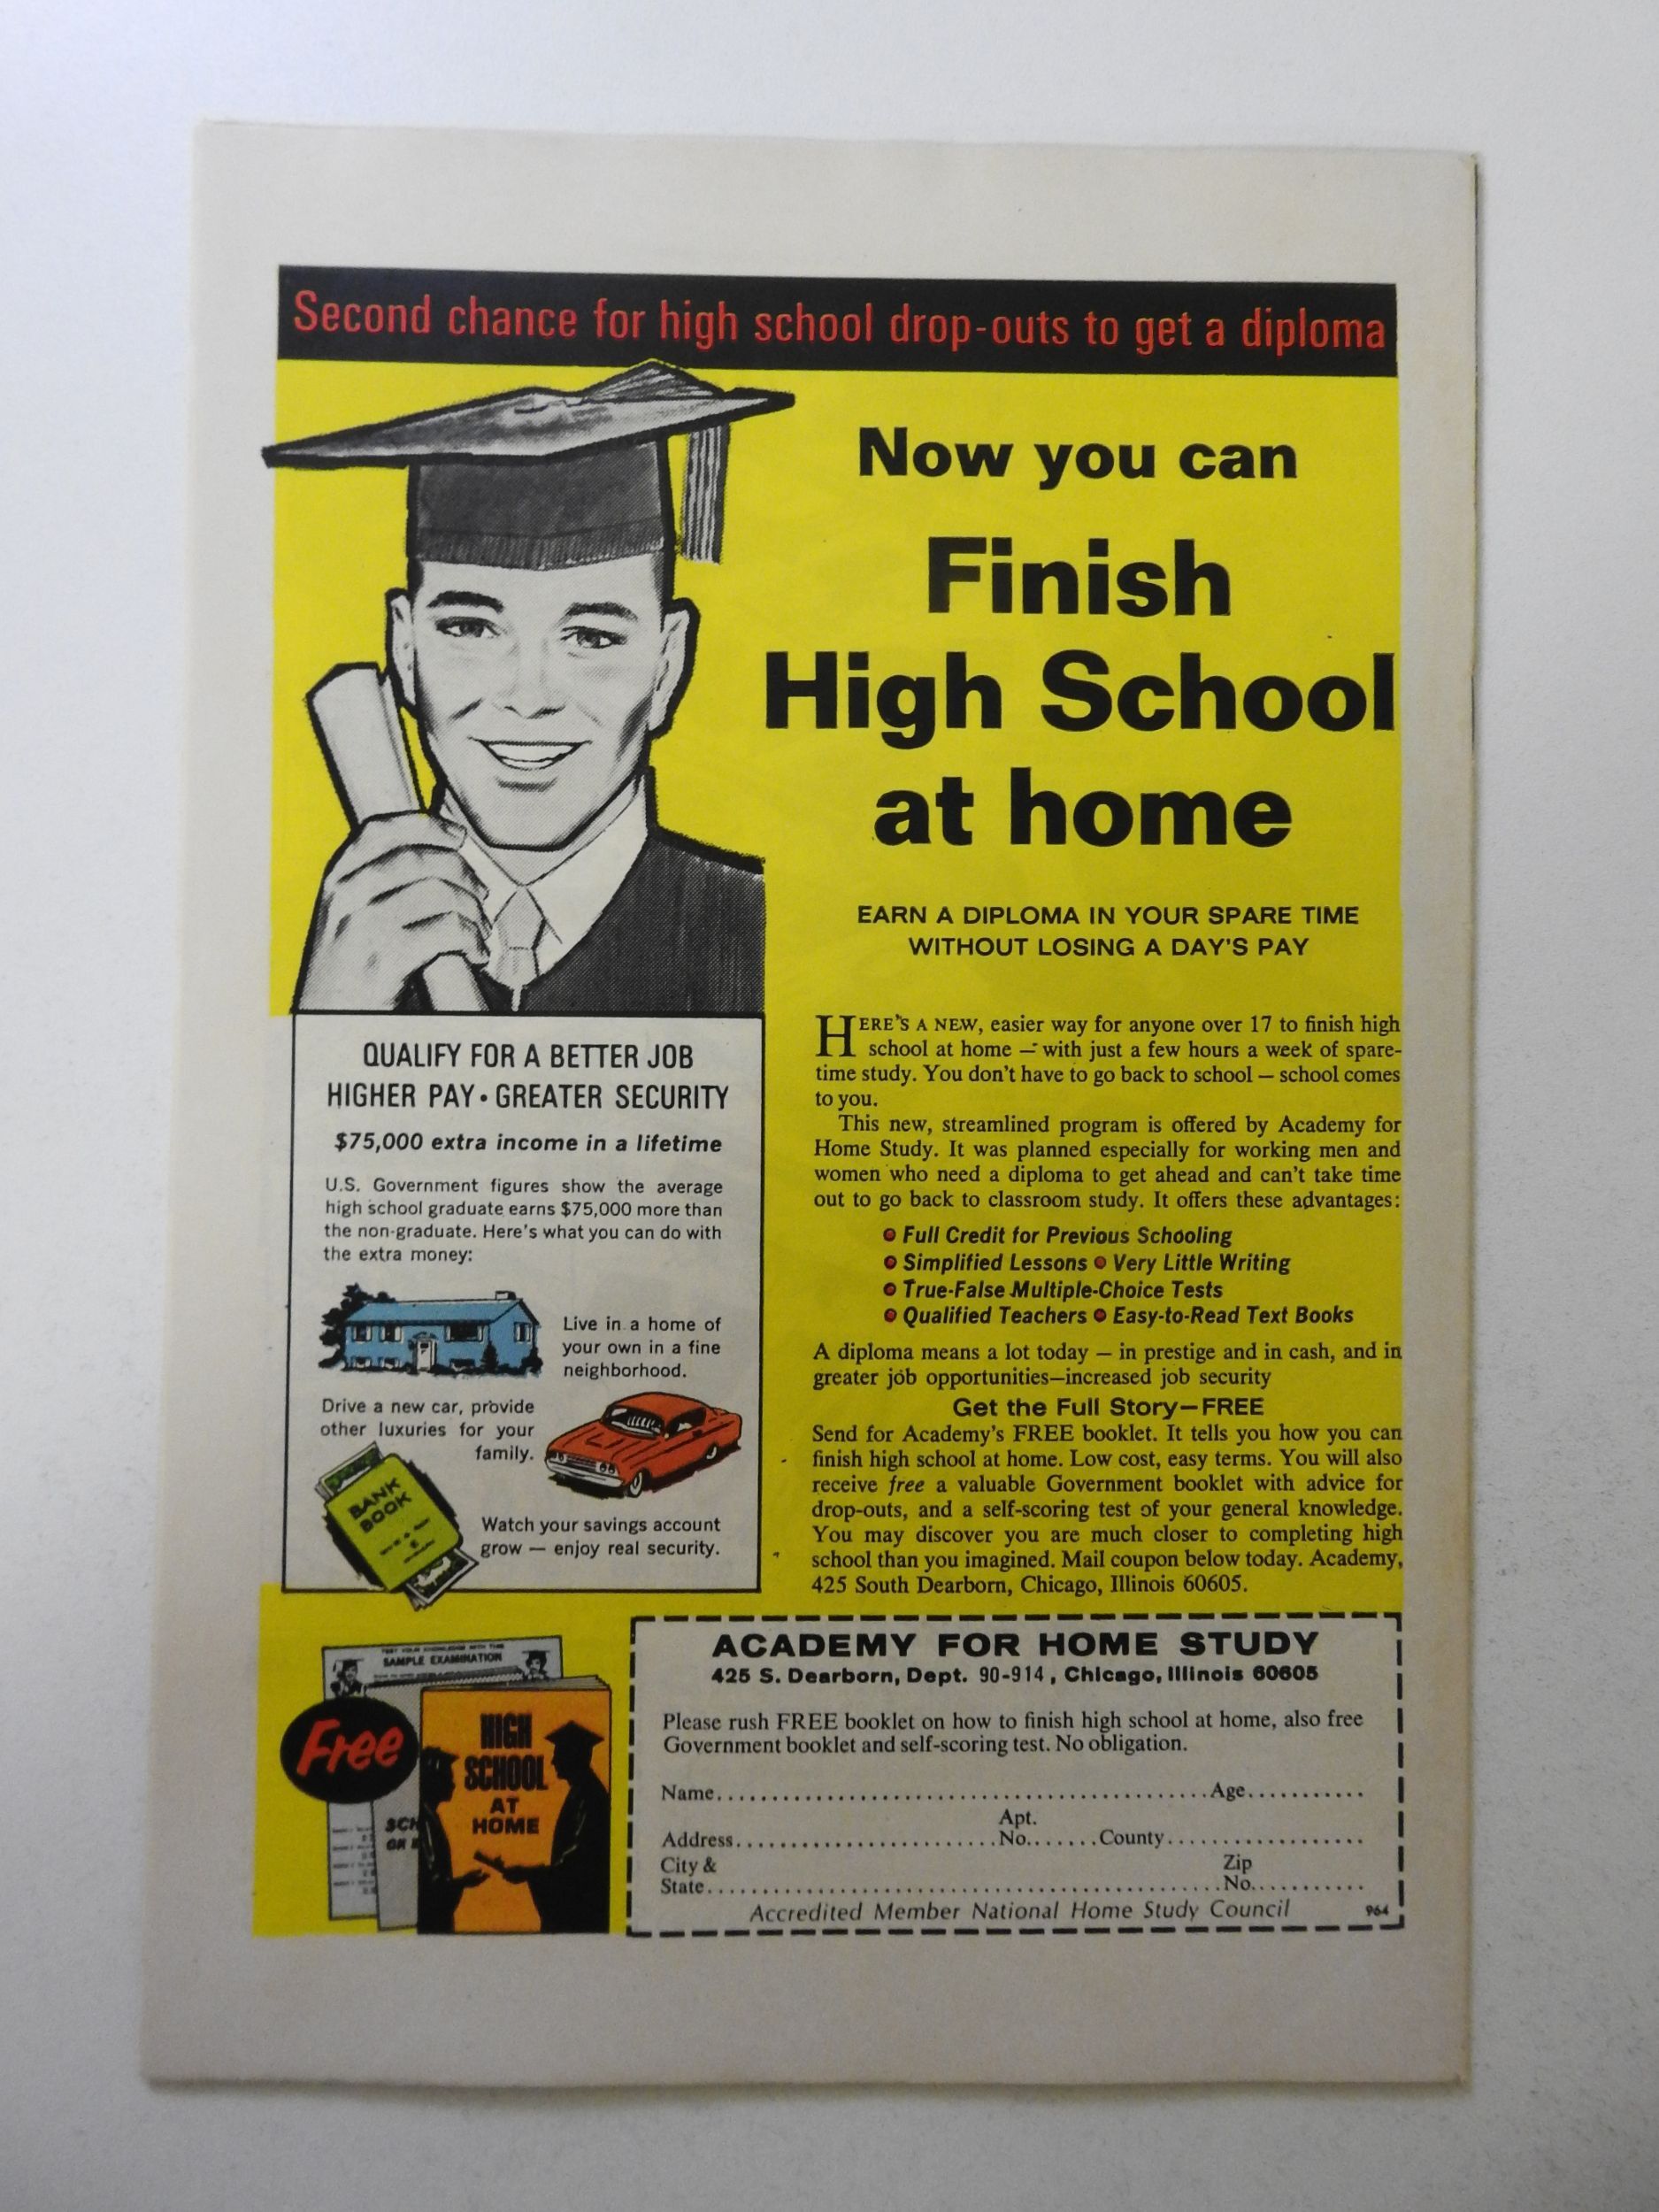 Second chance for high school drop-outs to get a diploma
Now you can
Finish
High School
at home
EARN A DIPLOMA IN YOUR SPARE TIME
WITHOUT LOSING A DAY'S PAY
QUALIFY FOR A BETTER JOB
HIGHER PAY • GREATER SECURITY
$75,000 extra income in a lifetime
U.S. Government figures show the average
high school graduate earns $75,000 more than
the non-graduate. Here's what you can do with
the extra money:
Live in a home of
your own in a fine
neighborhood.
Drive a new car, provide
other luxuries for your
family.
BANK
BOOK
Watch your savings account
grow — enjoy real security.
HERE'S A NEW, easier way for anyone over 17 to finish high
school at home — with just a few hours a week of spare-
time study. You don't have to go back to school — school comes
to you.
This new, streamlined program is offered by Academy for
Home Study. It was planned especially for working men and
women who need a diploma to get ahead and can't take time
out to go back to classroom study. It offers these advantages:
• Full Credit for Previous Schooling
• Simplified Lessons • Very Little Writing
• True-False Multiple-Choice Tests
• Qualified Teachers • Easy-to-Read Text Books
A diploma means a lot today — in prestige and in cash, and in
greater job opportunities—increased job security
Get the Full Story—FREE
Send for Academy's FREE booklet. It tells you how you can
finish high school at home. Low cost, easy terms. You will also
receive free a valuable Government booklet with advice for
drop-outs, and a self-scoring test of your general knowledge.
You may discover you are much closer to completing high
school than you imagined. Mail coupon below today. Academy,
425 South Dearborn, Chicago, Illinois 60605.
TEST YOUR KNOWLEDGE WITH THIS
SAMPLE EXAMINATION
Free
SCH
OR
HIGH
SCHOOL
AT
HOME
ACADEMY FOR HOME STUDY
425 S. Dearborn, Dept. 90-914, Chicago, Illinois 60605
Please rush FREE booklet on how to finish high school at home, also free
Government booklet and self-scoring test. No obligation.
Name..................................................Age............
Apt.
Address...........................No.......County....................
City & Zip
State.....................................................No...........
Accredited Member National Home Study Council 964